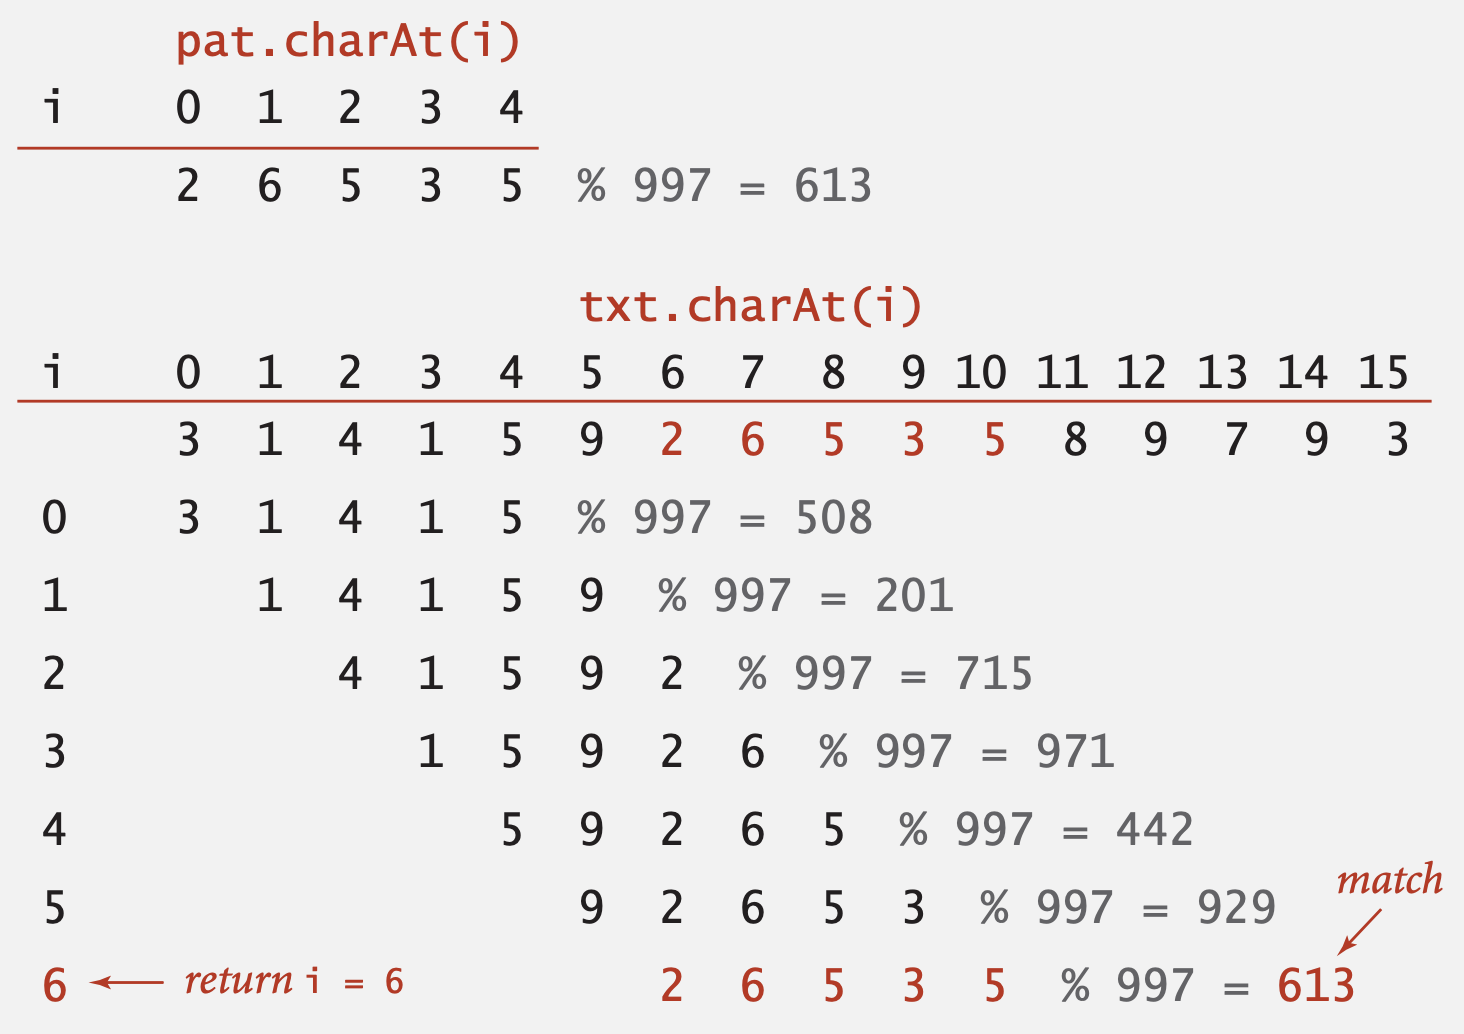 pat.charAt(i)
i 0 1 2 3 4
2 6 5 3 5 % 997 = 613
txt.charAt(i)
i 0 1 2 3 4 5 6 7 8 9 10 11 12 13 14 15
3 1 4 1 5 9 2 6 5 3 5 8 9 7 9 3
0 3 1 4 1 5 % 997 = 508
1 1 4 1 5 9 % 997 = 201
2 4 1 5 9 2 % 997 = 715
3 1 5 9 2 6 % 997 = 971
4 5 9 2 6 5 % 997 = 442
match
5 9 2 6 5 3 % 997 = 929
6 return i = 6 2 6 5 3 5 % 997 = 613